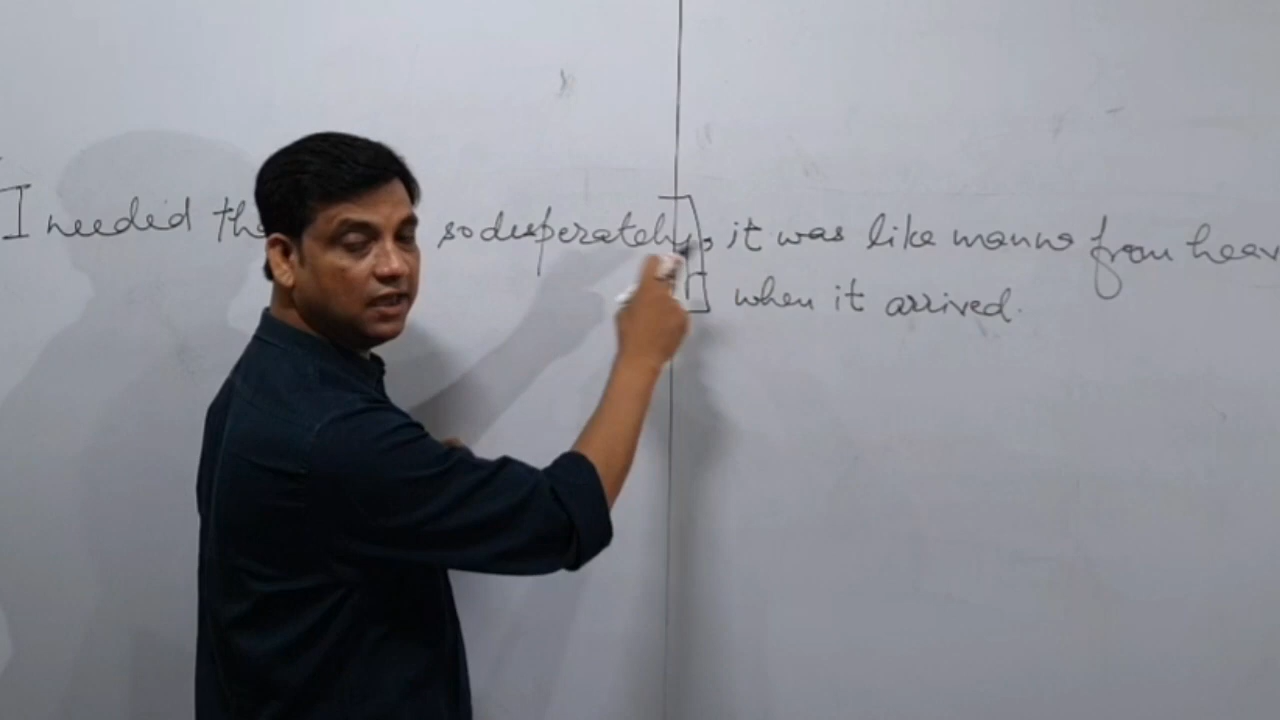 I needed the so desperately, it was like manna from heav
when it arrived.